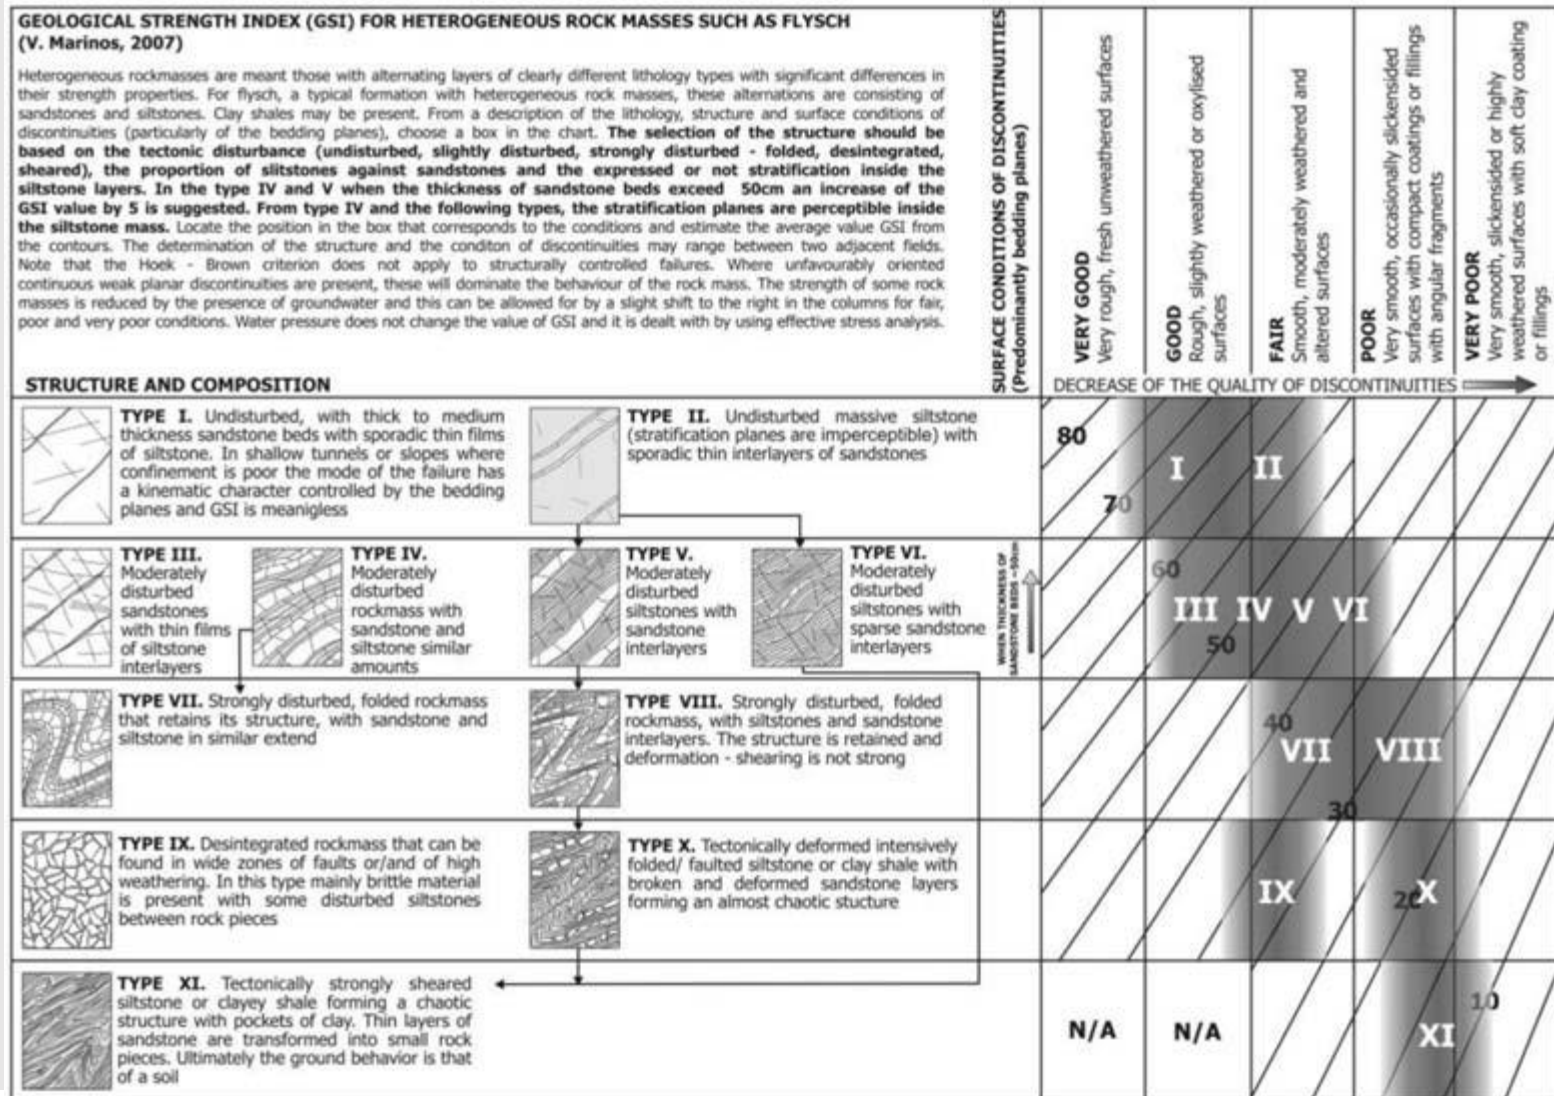 GEOLOGICAL STRENGTH INDEX (GSI) FOR HETEROGENEOUS ROCK MASSES SUCH AS FLYSCH
(V. Marinos, 2007)
Heterogeneous rockmasses are meant those with alternating layers of clearly different lithology types with significant differences in
their strength properties. For flysch, a typical formation with heterogeneous rock masses, these alternations are consisting of
sandstones and siltstones. Clay shales may be present. From a description of the lithology, structure and surface conditions of
discontinuities (particularly of the bedding planes), choose a box in the chart. The selection of the structure should be
based on the tectonic disturbance (undisturbed, slightly disturbed, strongly disturbed - folded, desintegrated,
sheared), the proportion of slitstones against sandstones and the expressed or not stratification inside the
siltstone layers. In the type IV and V when the thickness of sandstone beds exceed 50cm an increase of the
GSI value by 5 is suggested. From type IV and the following types, the stratification planes are perceptible inside
the siltstone mass. Locate the position in the box that corresponds to the conditions and estimate the average value GSI from
the contours. The determination of the structure and the conditon of discontinuities may range between two adjacent fields.
Note that the Hoek - Brown criterion does not apply to structurally controlled failures. Where unfavourably oriented
continuous weak planar discontinuities are present, these will dominate the behaviour of the rock mass. The strength of some rock
masses is reduced by the presence of groundwater and this can be allowed for by a slight shift to the right in the columns for fair,
poor and very poor conditions. Water pressure does not change the value of GSI and it is dealt with by using effective stress analysis.
STRUCTURE AND COMPOSITION
SURFACE CONDITIONS OF DISCONTINUITIES
(Predominantly bedding planes)
VERY GOOD
Very rough, fresh unweathered surfaces
GOOD
Rough, slightly weathered or oxylised
surfaces
FAIR
Smooth, moderately weathered and
altered surfaces
POOR
Very smooth, occasionally slickensided
surfaces with compact coatings or fillings
with angular fragments
VERY POOR
Very smooth, slickensided or highly
weathered surfaces with soft clay coating
or fillings
DECREASE OF THE QUALITY OF DISCONTINUITIES
TYPE I. Undisturbed, with thick to medium
thickness sandstone beds with sporadic thin films
of siltstone. In shallow tunnels or slopes where
confinement is poor the mode of the failure has
a kinematic character controlled by the bedding
planes and GSI is meanigless
TYPE II. Undisturbed massive siltstone
(stratification planes are imperceptible) with
sporadic thin interlayers of sandstones
80
70
I
II
TYPE III.
Moderately
disturbed
sandstones
with thin films
of siltstone
interlayers
TYPE IV.
Moderately
disturbed
rockmass with
sandstone and
siltstone similar
amounts
TYPE V.
Moderately
disturbed
siltstones with
sandstone
interlayers
TYPE VI.
Moderately
disturbed
siltstones with
sparse sandstone
interlayers
WHEN THICKNESS OF
SANDSTONE BEDS ~50cm
60
III IV V VI
50
TYPE VII. Strongly disturbed, folded rockmass
that retains its structure, with sandstone and
siltstone in similar extend
TYPE VIII. Strongly disturbed, folded
rockmass, with siltstones and sandstone
interlayers. The structure is retained and
deformation - shearing is not strong
40
VII VIII
30
TYPE IX. Desintegrated rockmass that can be
found in wide zones of faults or/and of high
weathering. In this type mainly brittle material
is present with some disturbed siltstones
between rock pieces
TYPE X. Tectonically deformed intensively
folded/ faulted siltstone or clay shale with
broken and deformed sandstone layers
forming an almost chaotic stucture
IX
20
X
TYPE XI. Tectonically strongly sheared
siltstone or clayey shale forming a chaotic
structure with pockets of clay. Thin layers of
sandstone are transformed into small rock
pieces. Ultimately the ground behavior is that
of a soil
N/A
N/A
10
XI